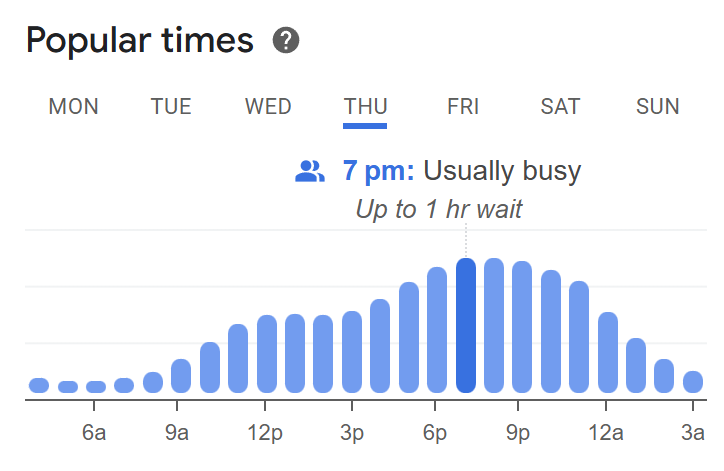 Popular times ?
MON TUE WED THU FRI SAT SUN
7 pm: Usually busy
Up to 1 hr wait
6a 9a 12p 3p 6p 9p 12a 3a